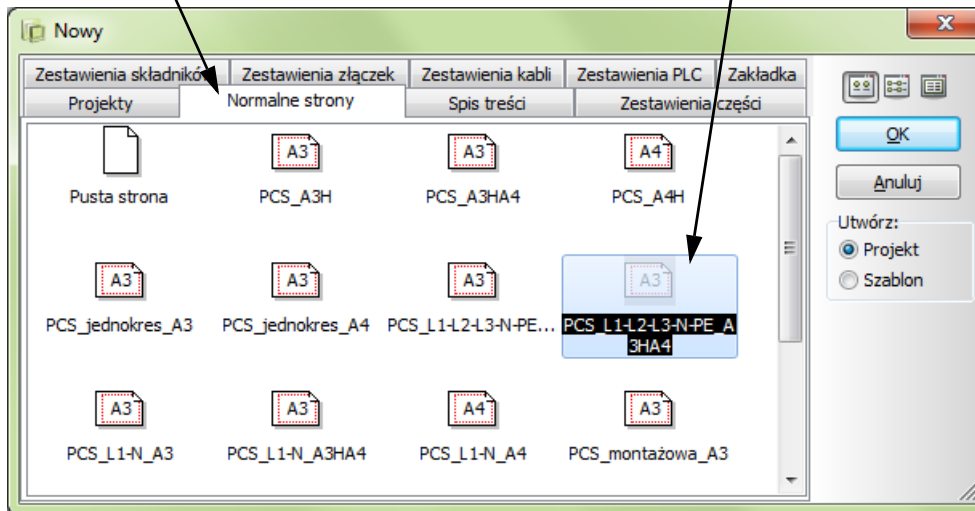 Nowy
Zestawienia składników Zestawienia złączek Zestawienia kabli Zestawienia PLC Zakładka
Projekty Normalne strony Spis treści Zestawienia części
OK
Anuluj
Utwórz:
Projekt
Szablon
Pusta strona
A3
PCS_A3H
A3
PCS_A3HA4
A4
PCS_A4H
A3
PCS_jednokres_A3
A3
PCS_jednokres_A4
A3
PCS_L1-L2-L3-N-PE...
A3
PCS_L1-L2-L3-N-PE_A
3HA4
A3
PCS_L1-N_A3
A3
PCS_L1-N_A3HA4
A4
PCS_L1-N_A4
A3
PCS_montażowa_A3